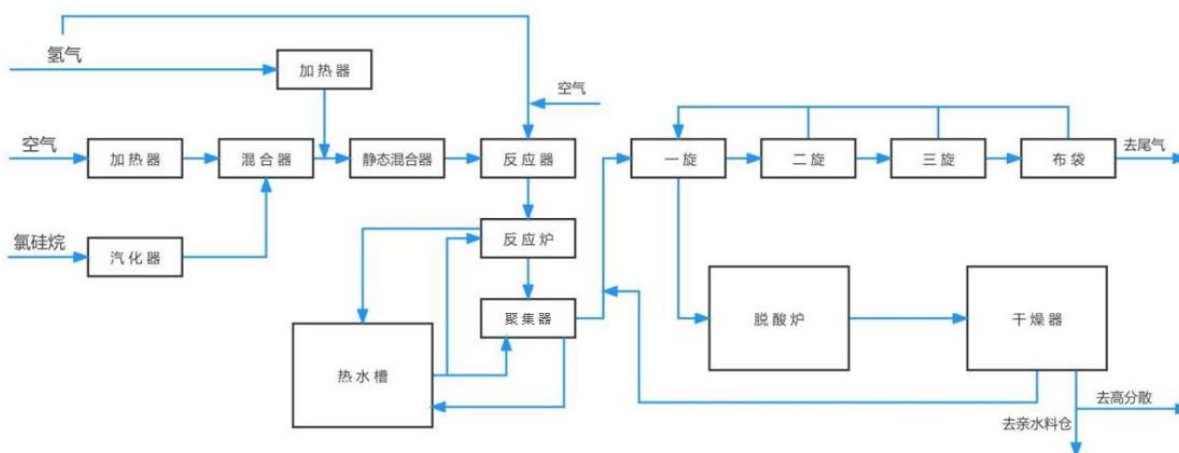 氢气
加热器
空气
空气
加热器
混合器
静态混合器
反应器
一旋
二旋
三旋
布袋
去尾气
氯硅烷
汽化器
反应炉
聚集器
热水槽
脱酸炉
干燥器
去高分散
去亲水料仓